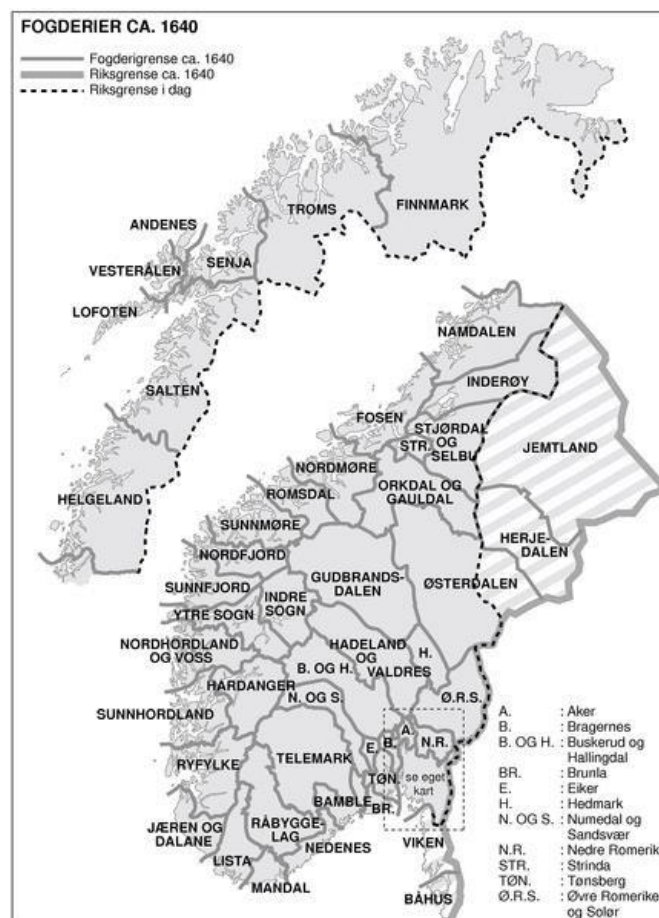 FOGDERIER CA. 1640
Fogderigrense ca. 1640
Riksgrense ca. 1640
Riksgrense i dag
TROMS
FINNMARK
ANDENES
SENJA
VESTERÅLEN
LOFOTEN
SALTEN
HELGELAND
NAMDALEN
INDERØY
FOSEN
STJØRDAL
OG
SELBU
STR.
JEMTLAND
NORDMØRE
ORKDAL OG
GAULDAL
ROMSDAL
SUNNMØRE
HERJE-
DALEN
NORDFJORD
GUDBRANDS-
DALEN
ØSTERDALEN
SUNNFJORD
INDRE
SOGN
YTRE SOGN
NORDHORDLAND
OG VOSS
HADELAND
OG
VALDRES
H.
B. OG H.
HARDANGER
N. OG S.
Ø.R.S.
SUNNHORDLAND
A.
B.
N.R.
E.
TELEMARK
RYFYLKE
TØN.
se eget
kart
BAMBLE
BR.
JÆREN OG
DALANE
RÅBYGGE-
LAG
NEDENES
VIKEN
LISTA
MANDAL
BÅHUS
A. : Aker
B. : Bragernes
B. OG H. : Buskerud og
Hallingdal
BR. : Brunla
E. : Eiker
H. : Hedmark
N. OG S. : Numedal og
Sandsvær
N.R. : Nedre Romerik
STR. : Strinda
TØN. : Tønsberg
Ø.R.S. : Øvre Romerike
og Solør